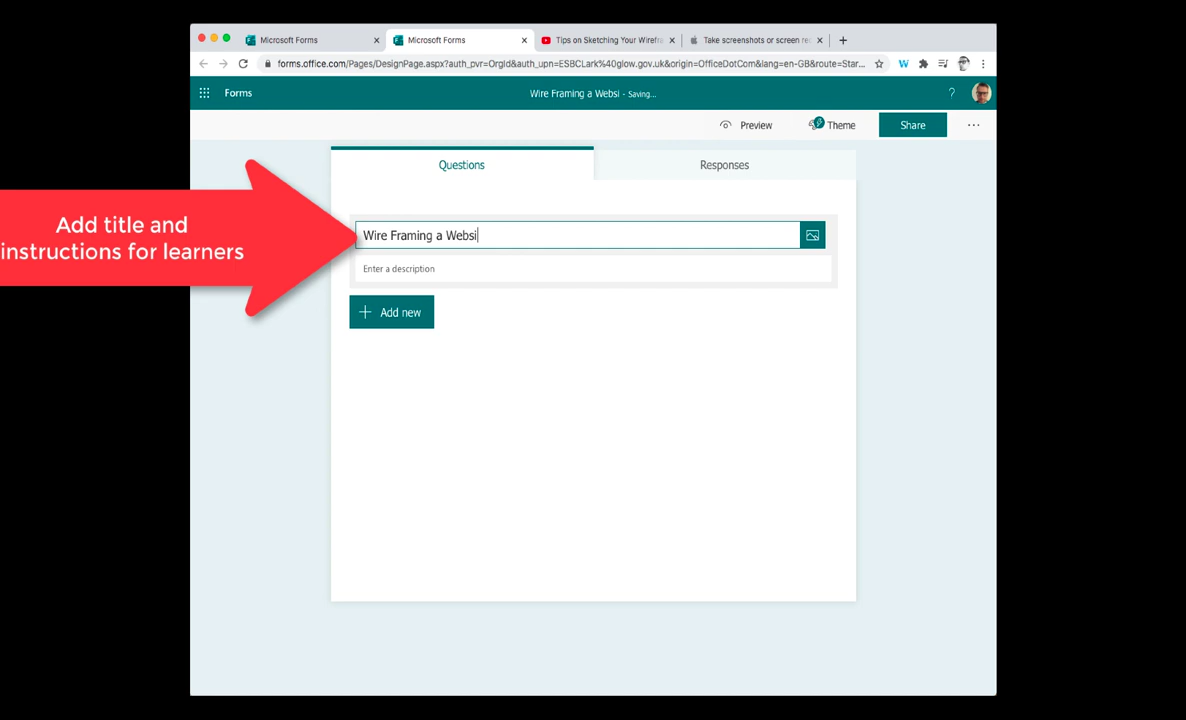 Microsoft Forms
Microsoft Forms
Tips on Sketching Your Wirefra
Take screenshots or screen re
forms.office.com/Pages/DesignPage.aspx?auth_pvr=OrgId&auth_upn=ESBCLark%40glow.gov.uk&origin=OfficeDotCom&lang=en-GB&route=Star...
W
Forms
Wire Framing a Websi - Saving...
?
Preview
Theme
Share
...
Questions
Responses
Add title and
instructions for learners
Wire Framing a Websi
Enter a description
Add new